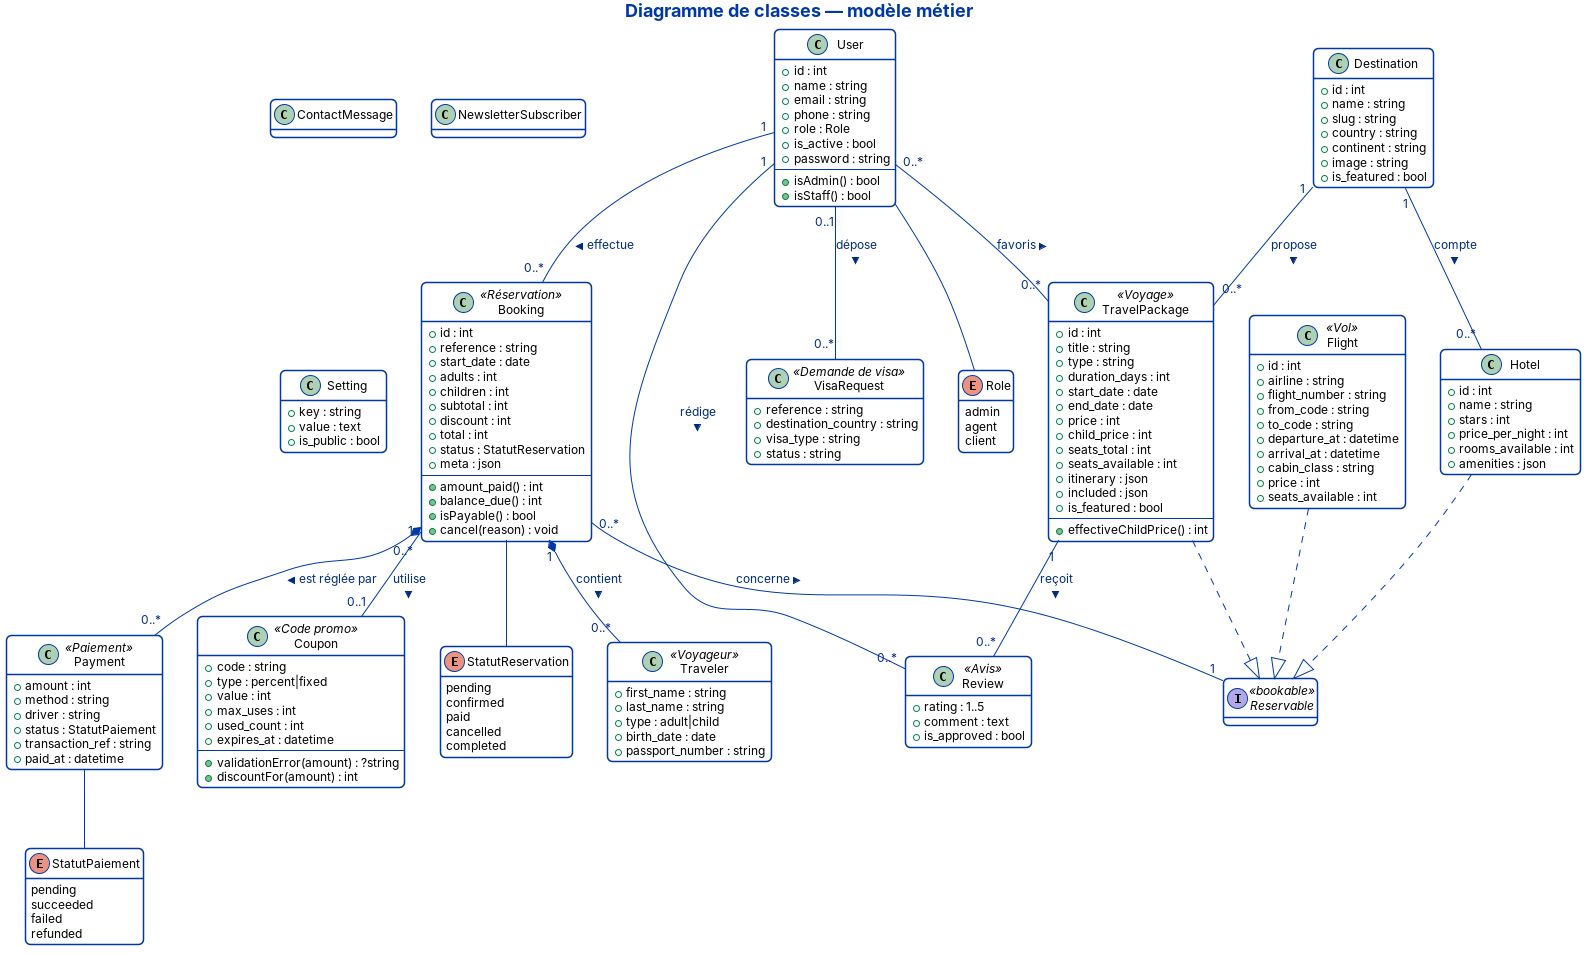 Diagramme de classes — modèle métier
C User
id : int
name : string
email : string
phone : string
role : Role
is_active : bool
password : string
isAdmin() : bool
isStaff() : bool
C Destination
id : int
name : string
slug : string
country : string
continent : string
image : string
is_featured : bool
C ContactMessage
C NewsletterSubscriber
1
1
0..*
0..1
1
1
◄ effectue
dépose
▼
favoris ►
propose
▼
compte
▼
0..*
0..*
0..*
0..*
0..*
C «Réservation»
Booking
id : int
reference : string
start_date : date
adults : int
children : int
subtotal : int
discount : int
total : int
status : StatutReservation
meta : json
amount_paid() : int
balance_due() : int
isPayable() : bool
cancel(reason) : void
C Setting
key : string
value : text
is_public : bool
rédige
▼
C «Demande de visa»
VisaRequest
reference : string
destination_country : string
visa_type : string
status : string
E Role
admin
agent
client
C «Voyage»
TravelPackage
id : int
title : string
type : string
duration_days : int
start_date : date
end_date : date
price : int
child_price : int
seats_total : int
seats_available : int
itinerary : json
included : json
is_featured : bool
effectiveChildPrice() : int
C «Vol»
Flight
id : int
airline : string
flight_number : string
from_code : string
to_code : string
departure_at : datetime
arrival_at : datetime
cabin_class : string
price : int
seats_available : int
C Hotel
id : int
name : string
stars : int
price_per_night : int
rooms_available : int
amenities : json
1
0..*
1
0..*
1
◄ est réglée par
utilise
▼
contient
▼
concerne ►
reçoit
▼
0..*
0..1
0..*
0..*
0..*
1
C «Paiement»
Payment
amount : int
method : string
driver : string
status : StatutPaiement
transaction_ref : string
paid_at : datetime
C «Code promo»
Coupon
code : string
type : percent|fixed
value : int
max_uses : int
used_count : int
expires_at : datetime
validationError(amount) : ?string
discountFor(amount) : int
E StatutReservation
pending
confirmed
paid
cancelled
completed
C «Voyageur»
Traveler
first_name : string
last_name : string
type : adult|child
birth_date : date
passport_number : string
C «Avis»
Review
rating : 1..5
comment : text
is_approved : bool
I «bookable»
Reservable
E StatutPaiement
pending
succeeded
failed
refunded